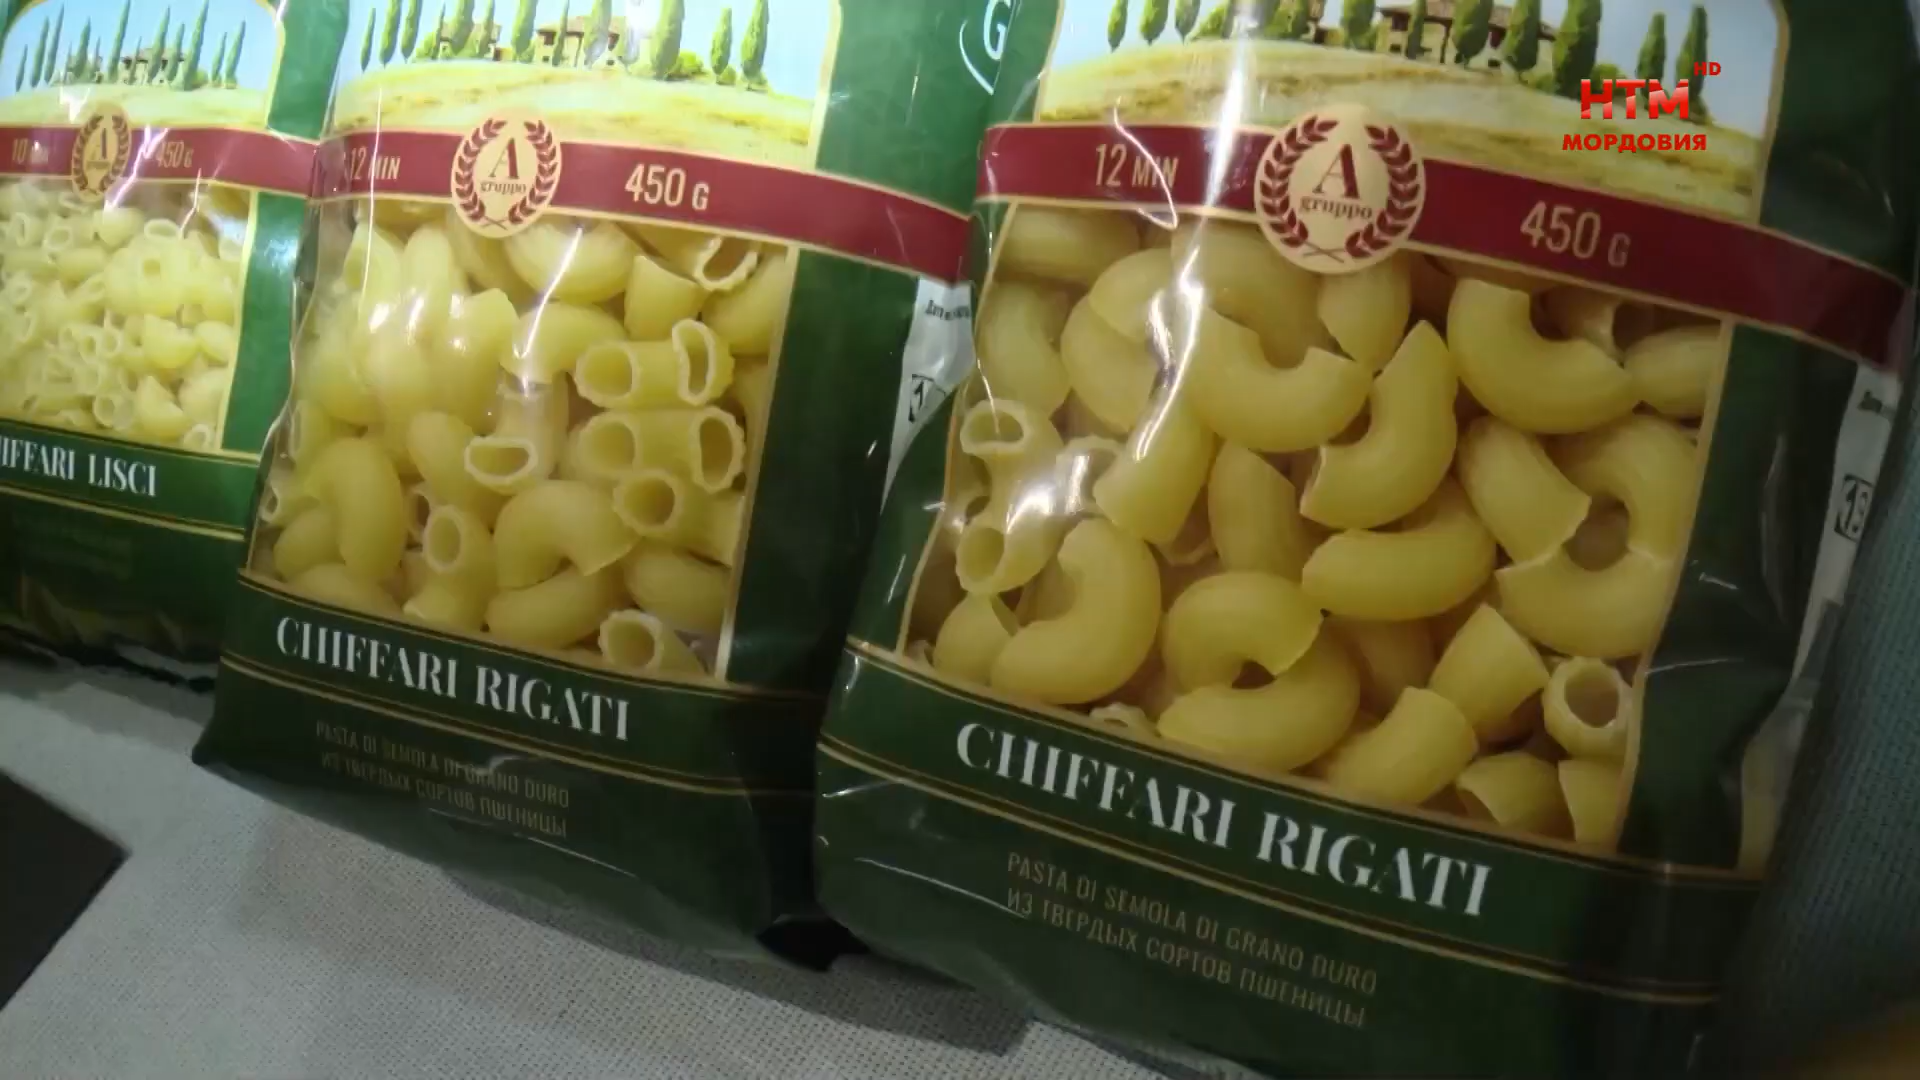 HD
НТМ
МОРДОВИЯ
10 MIN
A
gruppo
450 G
CHIFFARI LISCI
12 MIN
A
gruppo
450 G
CHIFFARI RIGATI
PASTA DI SEMOLA DI GRANO DURO
ИЗ ТВЕРДЫХ СОРТОВ ПШЕНИЦЫ
G
12 MIN
A
gruppo
450 G
CHIFFARI RIGATI
PASTA DI SEMOLA DI GRANO DURO
ИЗ ТВЕРДЫХ СОРТОВ ПШЕНИЦЫ